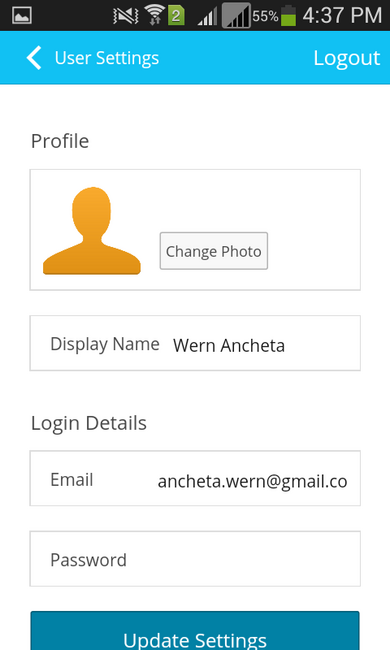 2 55% 4:37 PM
User Settings Logout
Profile
Change Photo
Display Name Wern Ancheta
Login Details
Email ancheta.wern@gmail.co
Password
Update Settings